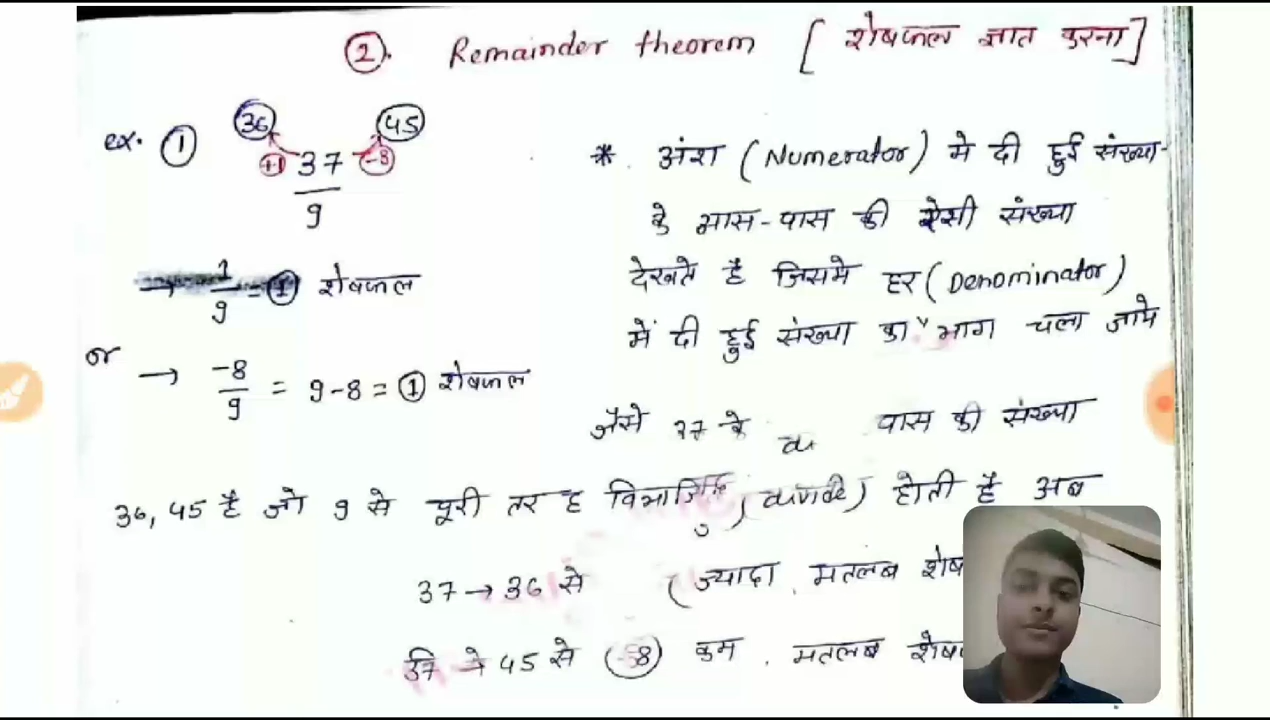 ②. Remainder theorem [ शेषफल ज्ञात करना ]
ex. ① 36 45
+1 37 -8
9
→ 1/9 = ① शेषफल
or → -8/9 = 9-8 = ① शेषफल
* अंश (Numerator) मे दी हुई संख्या-
के आस-पास की ऐसी संख्या
देखते है जिसमे हर (Denominator)
में दी हुई संख्या का भाग चला जाये
जैसे 37 के पास की संख्या
36, 45 है जो 9 से पूरी तरह (divide) होती है अब
37 → 36 से ( ज्यादा, मतलब शेष
37 → 45 से (-8) कम, मतलब